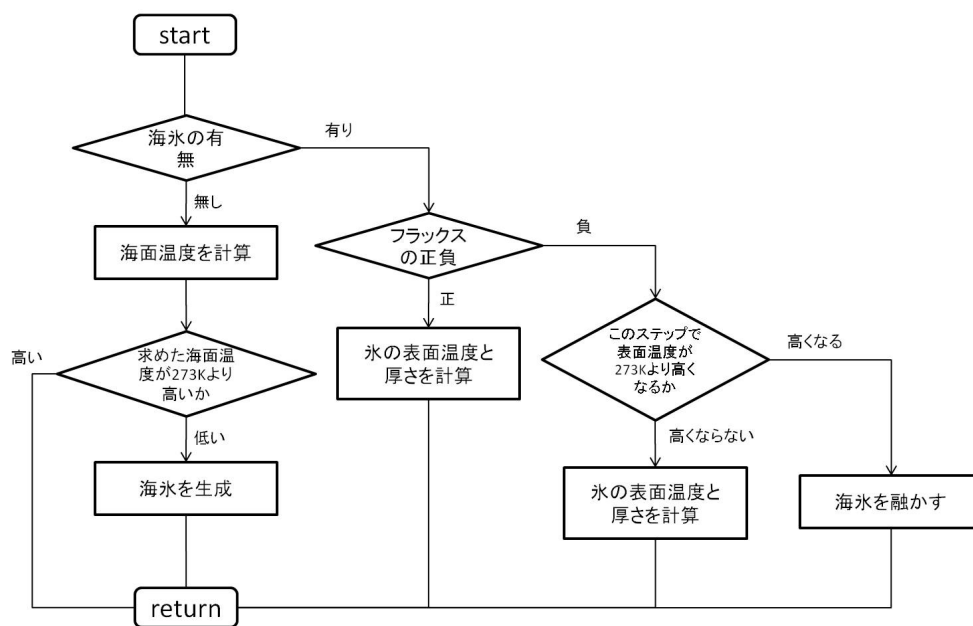 start
海氷の有
無
有り
無し
海面温度を計算
フラックス
の正負
負
正
高い
求めた海面温
度が273Kより
高いか
低い
海氷を生成
氷の表面温度と
厚さを計算
このステップで
表面温度が
273Kより高く
なるか
高くなる
高くならない
氷の表面温度と
厚さを計算
海氷を融かす
return